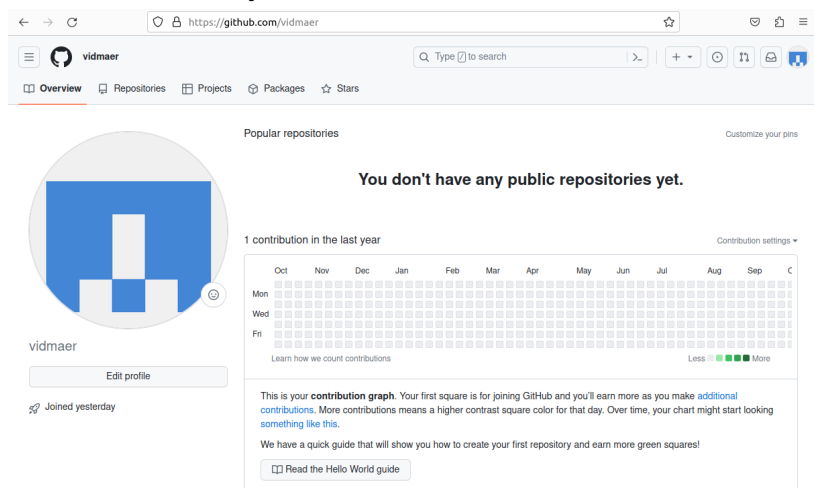 https://github.com/vidmaer
vidmaer
Type / to search
Overview
Repositories
Projects
Packages
Stars
Popular repositories
Customize your pins
You don't have any public repositories yet.
1 contribution in the last year
Contribution settings
Oct Nov Dec Jan Feb Mar Apr May Jun Jul Aug Sep
Mon
Wed
Fri
Learn how we count contributions
Less More
vidmaer
Edit profile
Joined yesterday
This is your contribution graph. Your first square is for joining GitHub and you'll earn more as you make additional
contributions. More contributions means a higher contrast square color for that day. Over time, your chart might start looking
something like this.
We have a quick guide that will show you how to create your first repository and earn more green squares!
Read the Hello World guide